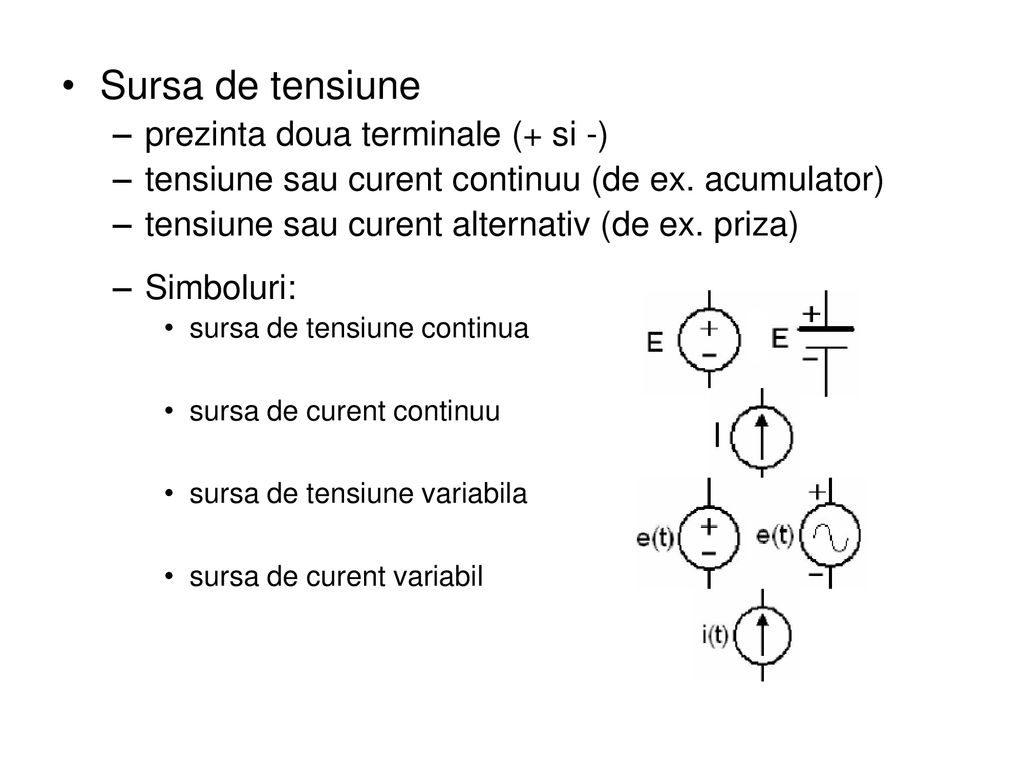 • Sursa de tensiune
– prezinta doua terminale (+ si -)
– tensiune sau curent continuu (de ex. acumulator)
– tensiune sau curent alternativ (de ex. priza)
– Simboluri:
• sursa de tensiune continua
E + − E + −
• sursa de curent continuu
I
• sursa de tensiune variabila
e(t) + − e(t) + −
• sursa de curent variabil
i(t)